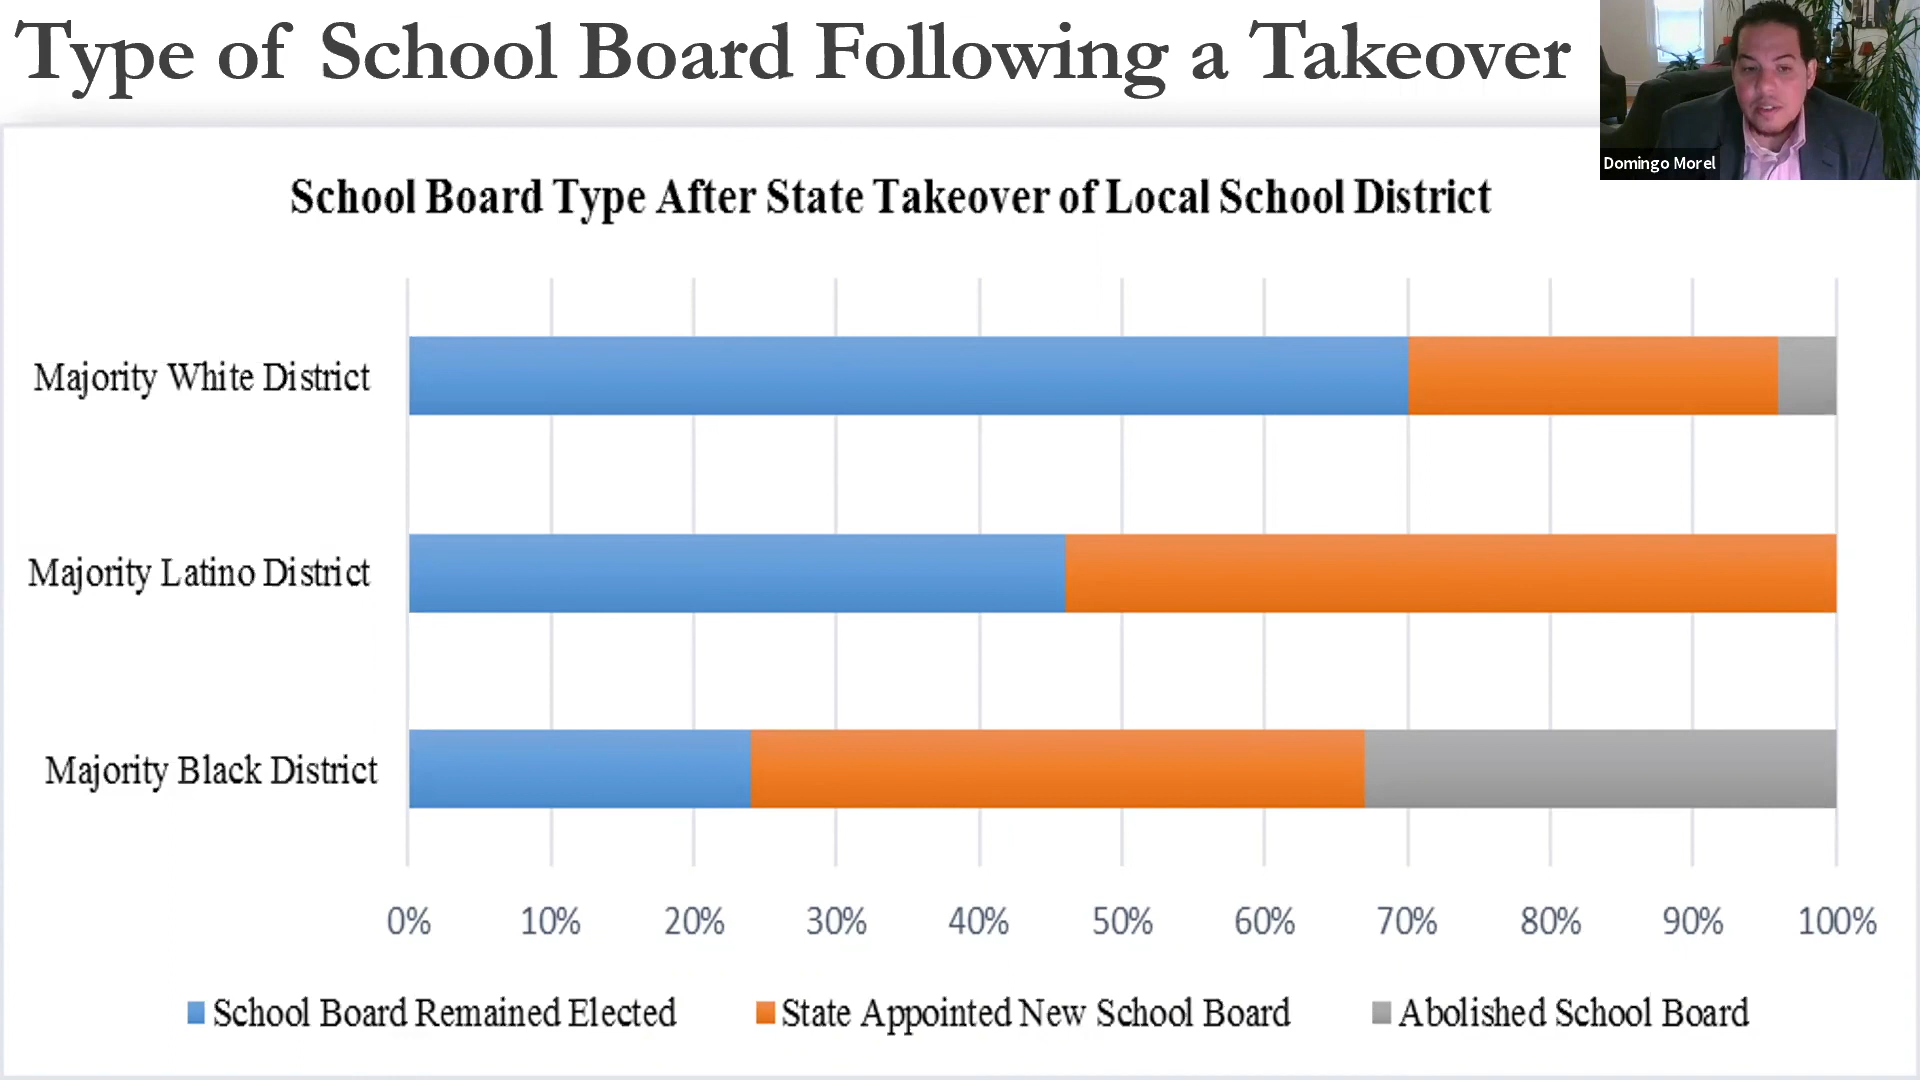 Type of School Board Following a Takeover
Domingo Morel
School Board Type After State Takeover of Local School District
Majority White District
Majority Latino District
Majority Black District
0% 10% 20% 30% 40% 50% 60% 70% 80% 90% 100%
School Board Remained Elected State Appointed New School Board Abolished School Board